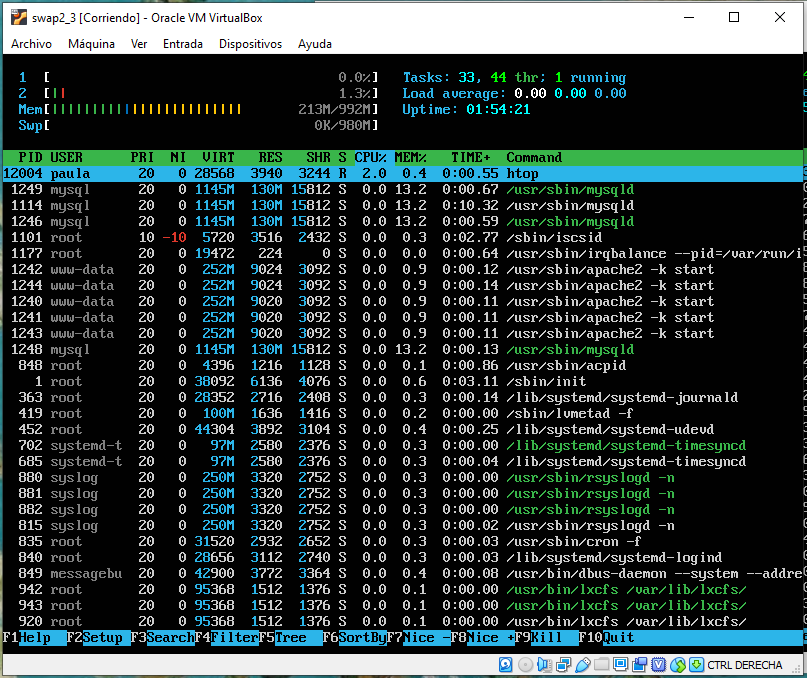 swap2_3 [Corriendo] - Oracle VM VirtualBox
Archivo Máquina Ver Entrada Dispositivos Ayuda
1 [ 0.0%] Tasks: 33, 44 thr; 1 running
2 [|| 1.3%] Load average: 0.00 0.00 0.00
Mem[||||||||||||||||||||||||| 213M/992M] Uptime: 01:54:21
Swp[ 0K/980M]
PID USER PRI NI VIRT RES SHR S CPU% MEM% TIME+ Command
12004 paula 20 0 28568 3940 3244 R 2.0 0.4 0:00.55 htop
1249 mysql 20 0 1145M 130M 15812 S 0.0 13.2 0:00.67 /usr/sbin/mysqld
1114 mysql 20 0 1145M 130M 15812 S 0.0 13.2 0:10.32 /usr/sbin/mysqld
1246 mysql 20 0 1145M 130M 15812 S 0.0 13.2 0:00.59 /usr/sbin/mysqld
1101 root 10 -10 5720 3516 2432 S 0.0 0.3 0:02.77 /sbin/iscsid
1177 root 20 0 19472 224 0 S 0.0 0.0 0:00.64 /usr/sbin/irqbalance --pid=/var/run/i
1242 www-data 20 0 252M 9024 3092 S 0.0 0.9 0:00.12 /usr/sbin/apache2 -k start
1244 www-data 20 0 252M 9024 3092 S 0.0 0.9 0:00.14 /usr/sbin/apache2 -k start
1240 www-data 20 0 252M 9020 3092 S 0.0 0.9 0:00.11 /usr/sbin/apache2 -k start
1241 www-data 20 0 252M 9020 3092 S 0.0 0.9 0:00.11 /usr/sbin/apache2 -k start
1243 www-data 20 0 252M 9020 3092 S 0.0 0.9 0:00.11 /usr/sbin/apache2 -k start
1248 mysql 20 0 1145M 130M 15812 S 0.0 13.2 0:00.13 /usr/sbin/mysqld
848 root 20 0 4396 1216 1128 S 0.0 0.1 0:00.86 /usr/sbin/acpid
1 root 20 0 38092 6136 4076 S 0.0 0.6 0:03.11 /sbin/init
363 root 20 0 28352 2716 2408 S 0.0 0.3 0:00.14 /lib/systemd/systemd-journald
419 root 20 0 100M 1636 1416 S 0.0 0.2 0:00.00 /sbin/lvmetad -f
452 root 20 0 44304 3892 3104 S 0.0 0.4 0:00.25 /lib/systemd/systemd-udevd
702 systemd-t 20 0 97M 2580 2376 S 0.0 0.3 0:00.00 /lib/systemd/systemd-timesyncd
685 systemd-t 20 0 97M 2580 2376 S 0.0 0.3 0:00.04 /lib/systemd/systemd-timesyncd
880 syslog 20 0 250M 3320 2752 S 0.0 0.3 0:00.00 /usr/sbin/rsyslogd -n
881 syslog 20 0 250M 3320 2752 S 0.0 0.3 0:00.00 /usr/sbin/rsyslogd -n
882 syslog 20 0 250M 3320 2752 S 0.0 0.3 0:00.00 /usr/sbin/rsyslogd -n
815 syslog 20 0 250M 3320 2752 S 0.0 0.3 0:00.02 /usr/sbin/rsyslogd -n
835 root 20 0 31520 2932 2652 S 0.0 0.3 0:00.03 /usr/sbin/cron -f
840 root 20 0 28656 3112 2740 S 0.0 0.3 0:00.03 /lib/systemd/systemd-logind
849 messagebu 20 0 42900 3772 3364 S 0.0 0.4 0:00.08 /usr/bin/dbus-daemon --system --addre
942 root 20 0 95368 1512 1376 S 0.0 0.1 0:00.00 /usr/bin/lxcfs /var/lib/lxcfs/
943 root 20 0 95368 1512 1376 S 0.0 0.1 0:00.00 /usr/bin/lxcfs /var/lib/lxcfs/
920 root 20 0 95368 1512 1376 S 0.0 0.1 0:00.00 /usr/bin/lxcfs /var/lib/lxcfs/
F1Help F2Setup F3SearchF4FilterF5Tree F6SortByF7Nice -F8Nice +F9Kill F10Quit
CTRL DERECHA